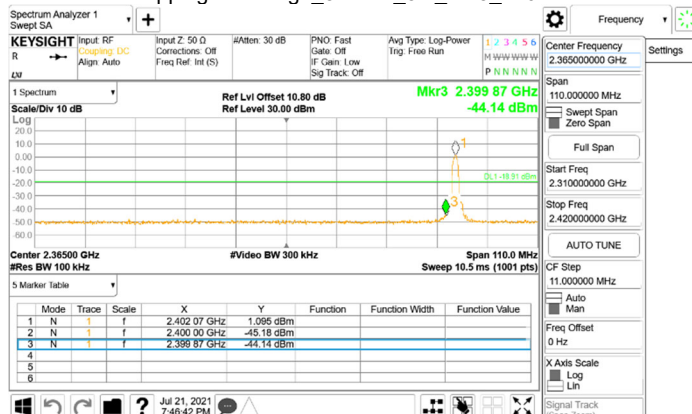 Spectrum Analyzer 1
Swept SA
+
Frequency
KEYSIGHT
R
LXI
Input: RF
Coupling: DC
Align: Auto
Input Z: 50 Ω
Corrections: Off
Freq Ref: Int (S)
#Atten: 30 dB
PNO: Fast
Gate: Off
IF Gain: Low
Sig Track: Off
Avg Type: Log-Power
Trig: Free Run
1 2 3 4 5 6
M W W W W W
P N N N N N
Center Frequency
2.365000000 GHz
Settings
Span
110.000000 MHz
Swept Span
Zero Span
Full Span
Start Freq
2.310000000 GHz
Stop Freq
2.420000000 GHz
AUTO TUNE
CF Step
11.000000 MHz
Auto
Man
Freq Offset
0 Hz
X Axis Scale
Log
Lin
Signal Track
1 Spectrum
Scale/Div 10 dB
Ref Lvl Offset 10.80 dB
Ref Level 30.00 dBm
Mkr3 2.399 87 GHz
-44.14 dBm
Log
20.0
10.0
0.00
-10.0
-20.0
-30.0
-40.0
-50.0
-60.0
1
DL1 -18.91 dBm
3
Center 2.36500 GHz
#Res BW 100 kHz
#Video BW 300 kHz
Span 110.0 MHz
Sweep 10.5 ms (1001 pts)
5 Marker Table
Mode Trace Scale X Y Function Function Width Function Value
1 N 1 f 2.402 07 GHz 1.095 dBm
2 N 1 f 2.400 00 GHz -45.18 dBm
3 N 1 f 2.399 87 GHz -44.14 dBm
4
5
6
?
Jul 21, 2021
7:46:42 PM